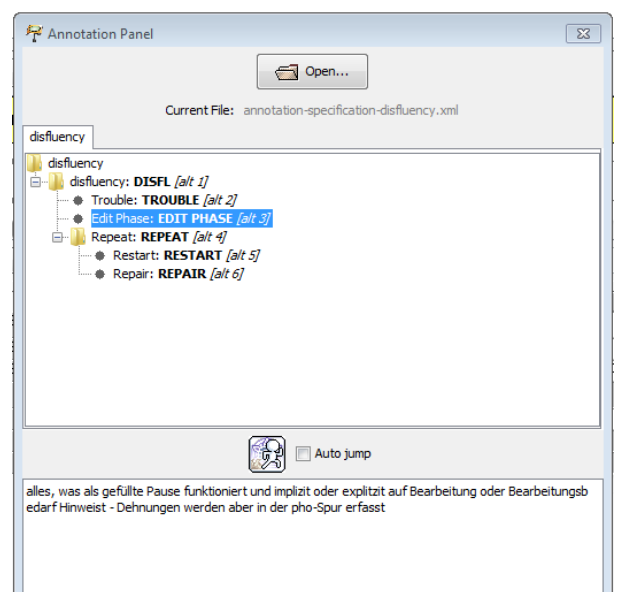 Annotation Panel
Open...
Current File: annotation-specification-disfluency.xml
disfluency
disfluency
disfluency: DISFL [alt 1]
Trouble: TROUBLE [alt 2]
Edit Phase: EDIT PHASE [alt 3]
Repeat: REPEAT [alt 4]
Restart: RESTART [alt 5]
Repair: REPAIR [alt 6]
Auto jump
alles, was als gefüllte Pause funktioniert und implizit oder explitzit auf Bearbeitung oder Bearbeitungsb
edarf Hinweist - Dehnungen werden aber in der pho-Spur erfasst